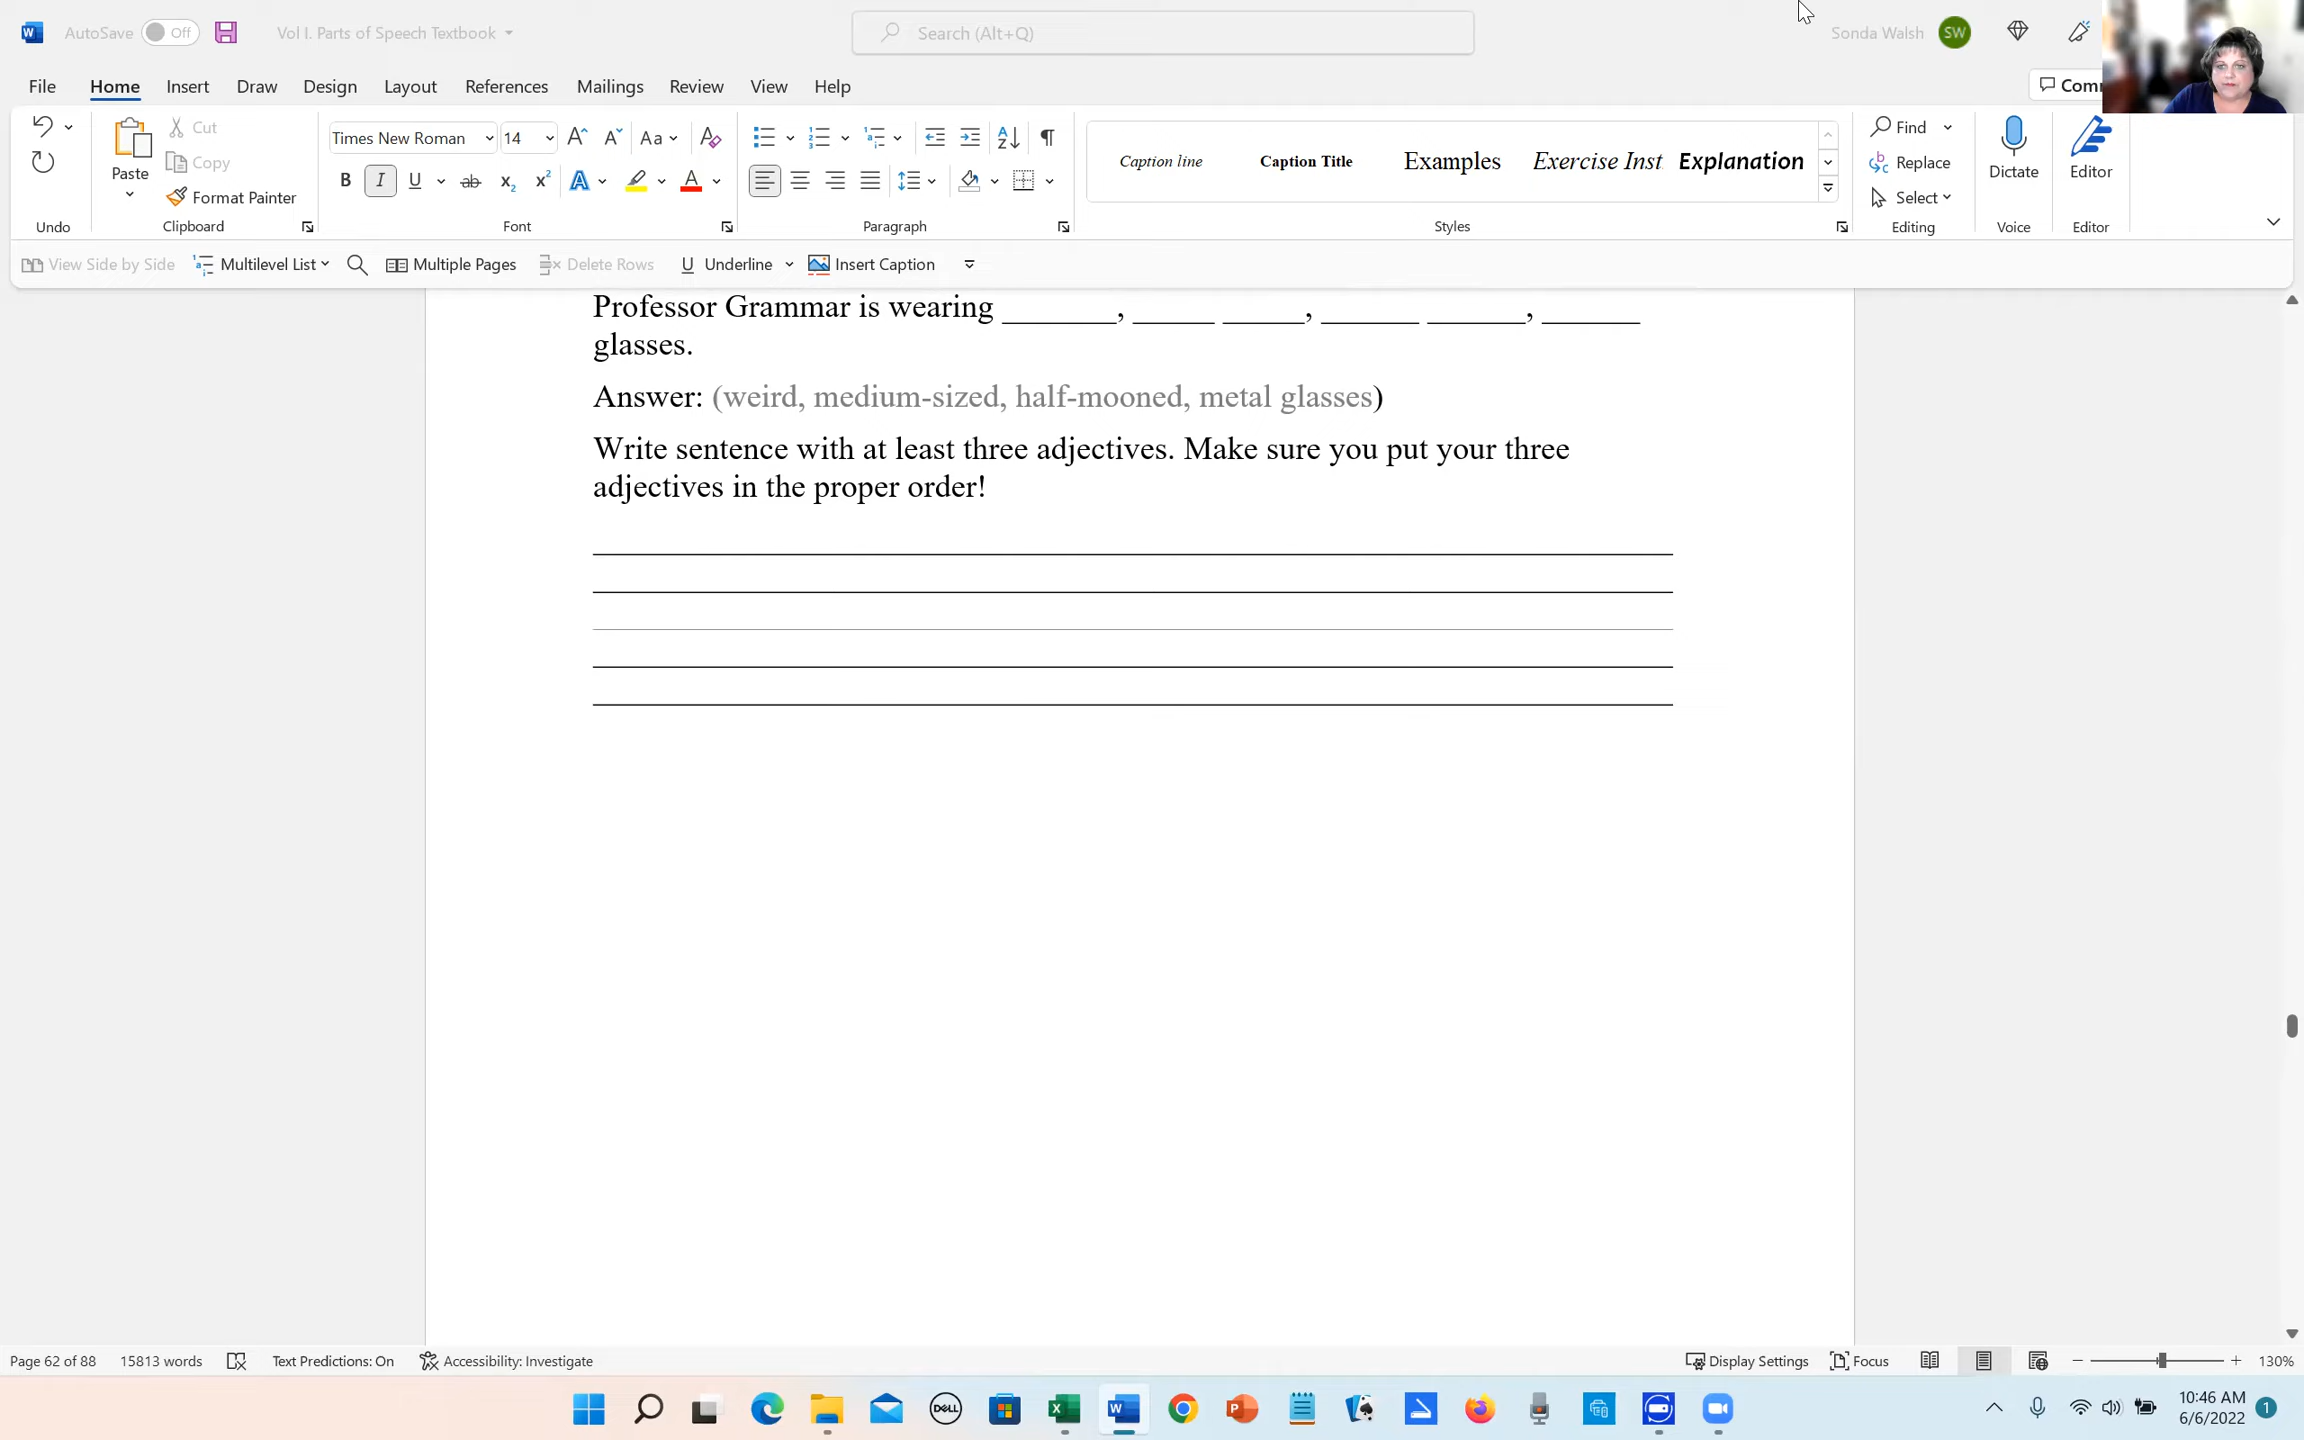 AutoSave Off Vol I. Parts of Speech Textbook Search (Alt+Q) Sonda Walsh SW
File Home Insert Draw Design Layout References Mailings Review View Help
Paste Cut Copy Format Painter
Times New Roman 14 Aa
Caption line Caption Title Examples Exercise Inst Explanation
Find Replace Select Dictate Editor
Undo Clipboard Font Paragraph Styles Editing Voice Editor
View Side by Side Multilevel List Multiple Pages Delete Rows Underline Insert Caption
Professor Grammar is wearing _______, _____ _____, ______ ______, ______
glasses.
Answer: (weird, medium-sized, half-mooned, metal glasses)
Write sentence with at least three adjectives. Make sure you put your three
adjectives in the proper order!
Page 62 of 88 15813 words Text Predictions: On Accessibility: Investigate Display Settings Focus 130%
DELL
10:46 AM
6/6/2022 1